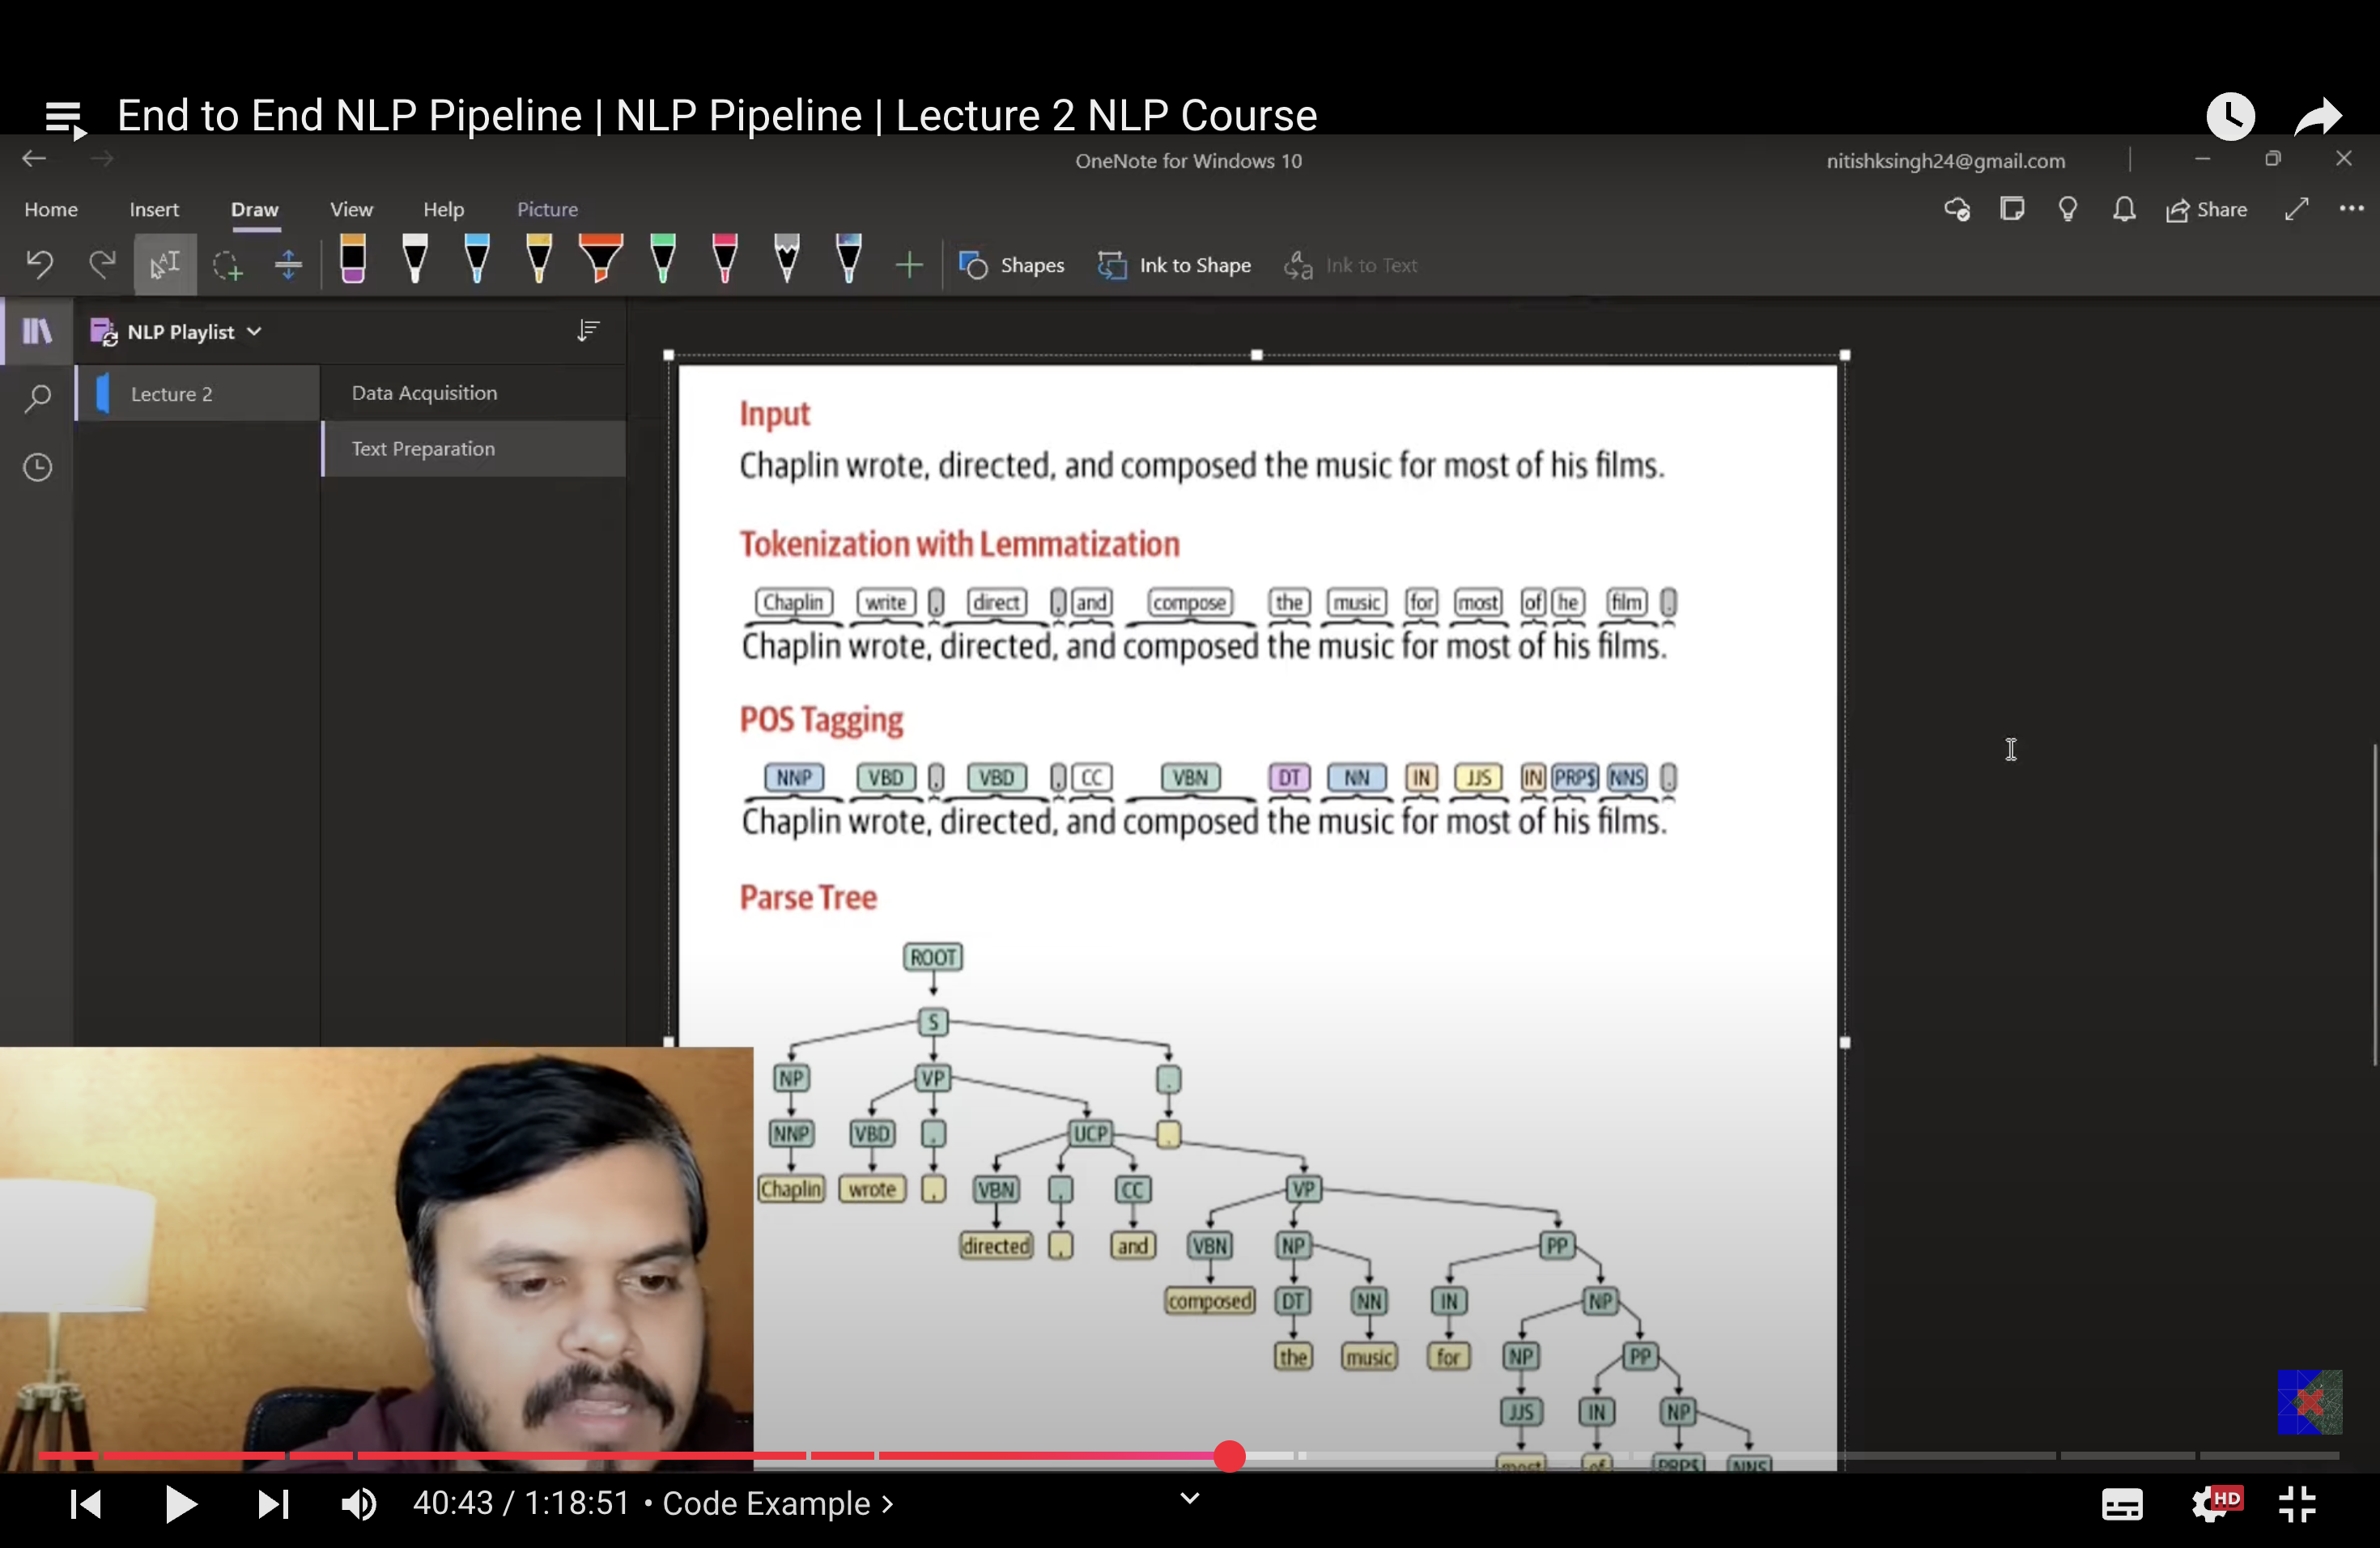 End to End NLP Pipeline | NLP Pipeline | Lecture 2 NLP Course
OneNote for Windows 10
nitishksingh24@gmail.com
Home Insert Draw View Help Picture
Share
Shapes Ink to Shape Ink to Text
NLP Playlist
Lecture 2
Data Acquisition
Text Preparation
Input
Chaplin wrote, directed, and composed the music for most of his films.
Tokenization with Lemmatization
Chaplin write , direct , and compose the music for most of he film .
Chaplin wrote, directed, and composed the music for most of his films.
POS Tagging
NNP VBD , VBD , CC VBN DT NN IN JJS IN PRP$ NNS .
Chaplin wrote, directed, and composed the music for most of his films.
Parse Tree
ROOT
S
NP VP .
NNP VBD , UCP .
Chaplin wrote , VBN , CC VP
directed , and VBN NP PP
composed DT NN IN NP
the music for NP PP
JJS IN NP
most of PRP$ NNS
40:43 / 1:18:51 • Code Example >
HD